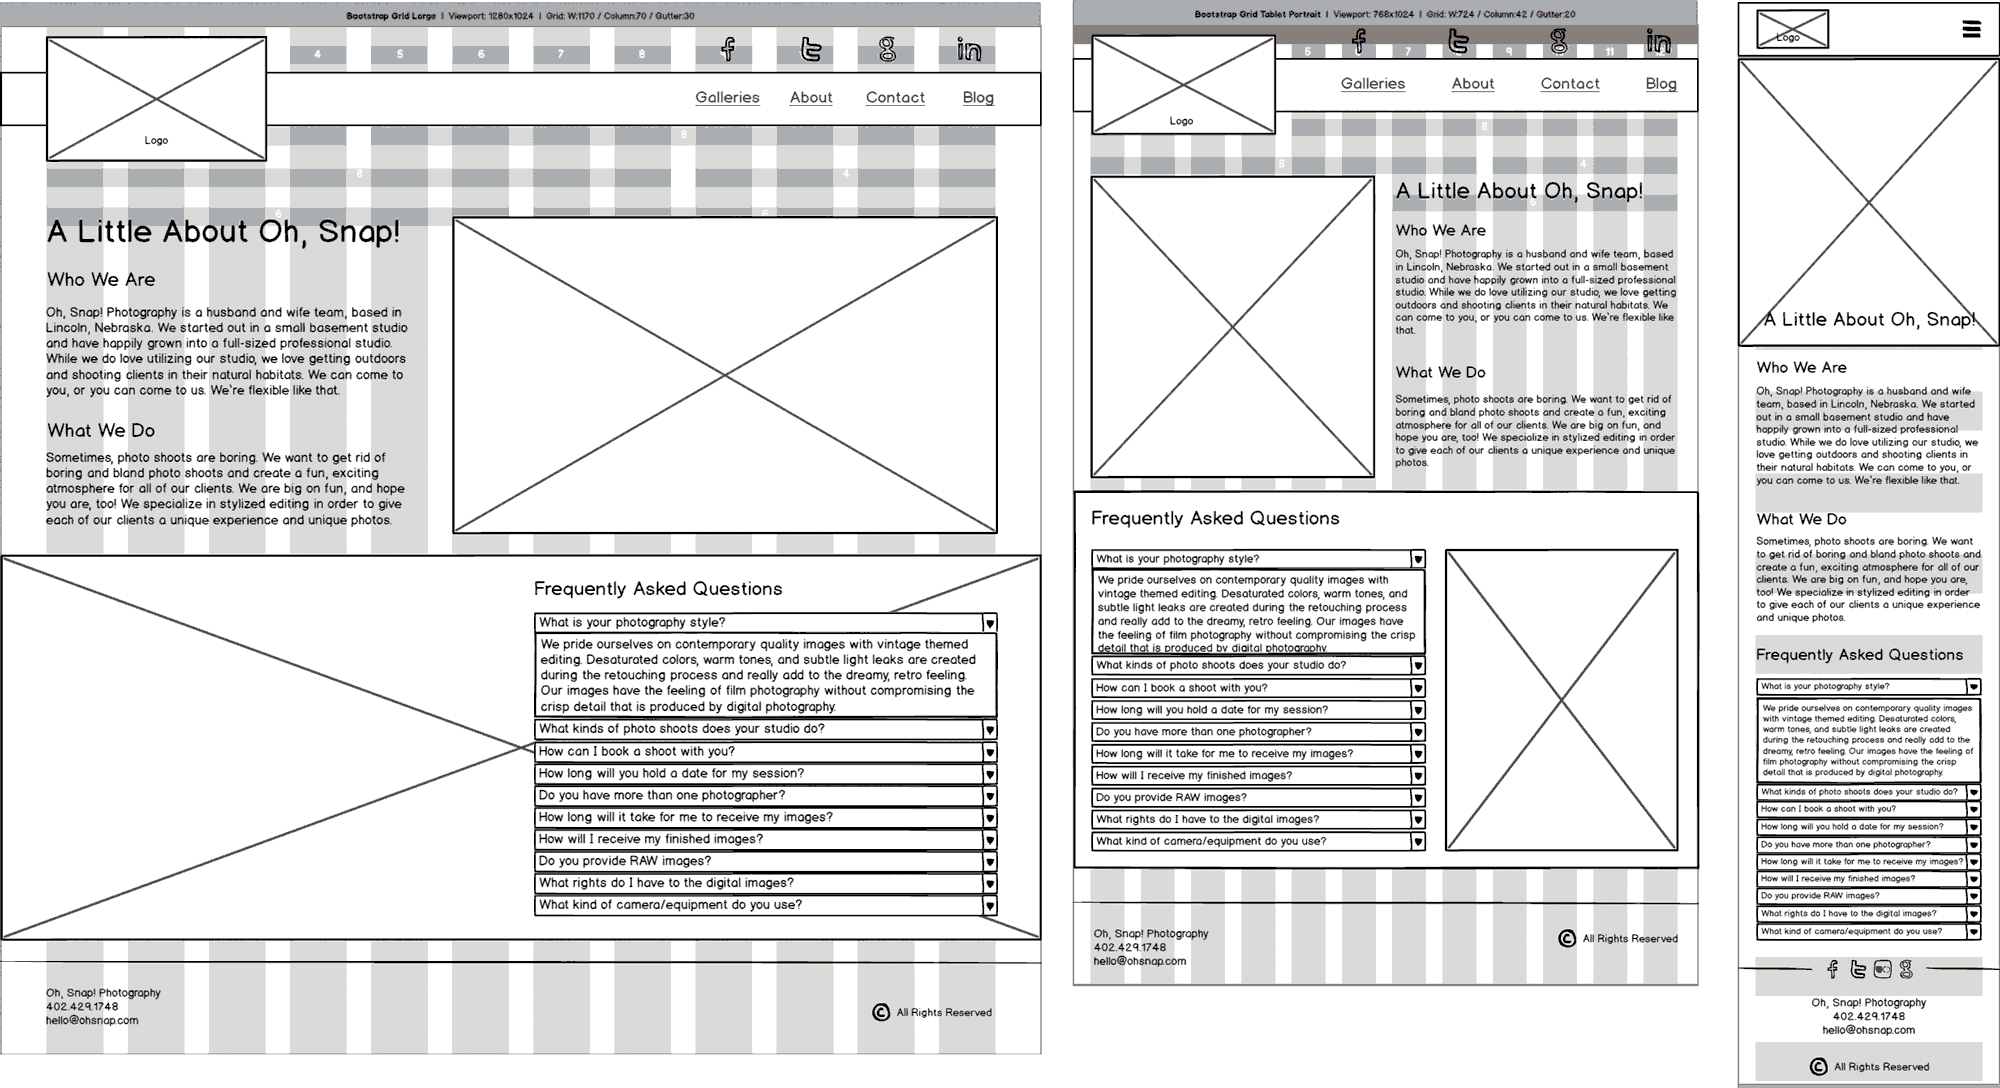 Bootstrap Grid Large | Viewport: 1280x1024 | Grid: W:1170 / Column:70 / Gutter:30
4 5 6 7 8
Galleries About Contact Blog
Logo
8
8 4
6 6
A Little About Oh, Snap!
Who We Are
Oh, Snap! Photography is a husband and wife team, based in
Lincoln, Nebraska. We started out in a small basement studio
and have happily grown into a full-sized professional studio.
While we do love utilizing our studio, we love getting outdoors
and shooting clients in their natural habitats. We can come to
you, or you can come to us. We`re flexible like that.
What We Do
Sometimes, photo shoots are boring. We want to get rid of
boring and bland photo shoots and create a fun, exciting
atmosphere for all of our clients. We are big on fun, and hope
you are, too! We specialize in stylized editing in order to give
each of our clients a unique experience and unique photos.
Frequently Asked Questions
What is your photography style?
We pride ourselves on contemporary quality images with vintage themed
editing. Desaturated colors, warm tones, and subtle light leaks are created
during the retouching process and really add to the dreamy, retro feeling.
Our images have the feeling of film photography without compromising the
crisp detail that is produced by digital photography.
What kinds of photo shoots does your studio do?
How can I book a shoot with you?
How long will you hold a date for my session?
Do you have more than one photographer?
How long will it take for me to receive my images?
How will I receive my finished images?
Do you provide RAW images?
What rights do I have to the digital images?
What kind of camera/equipment do you use?
Oh, Snap! Photography
402.429.1748
hello@ohsnap.com
© All Rights Reserved
Bootstrap Grid Tablet Portrait | Viewport: 768x1024 | Grid: W:724 / Column:42 / Gutter:20
5 7 9 11
Galleries About Contact Blog
Logo
8
8 4
A Little About Oh, Snap!
Who We Are
Oh, Snap! Photography is a husband and wife team, based
in Lincoln, Nebraska. We started out in a small basement
studio and have happily grown into a full-sized professional
studio. While we do love utilizing our studio, we love getting
outdoors and shooting clients in their natural habitats. We
can come to you, or you can come to us. We`re flexible like
that.
What We Do
Sometimes, photo shoots are boring. We want to get rid of
boring and bland photo shoots and create a fun, exciting
atmosphere for all of our clients. We are big on fun, and
hope you are, too! We specialize in stylized editing in order
to give each of our clients a unique experience and unique
photos.
Frequently Asked Questions
What is your photography style?
We pride ourselves on contemporary quality images with
vintage themed editing. Desaturated colors, warm tones, and
subtle light leaks are created during the retouching process
and really add to the dreamy, retro feeling. Our images have
the feeling of film photography without compromising the crisp
detail that is produced by digital photography.
What kinds of photo shoots does your studio do?
How can I book a shoot with you?
How long will you hold a date for my session?
Do you have more than one photographer?
How long will it take for me to receive my images?
How will I receive my finished images?
Do you provide RAW images?
What rights do I have to the digital images?
What kind of camera/equipment do you use?
Oh, Snap! Photography
402.429.1748
hello@ohsnap.com
© All Rights Reserved
Logo
A Little About Oh, Snap!
Who We Are
Oh, Snap! Photography is a husband and wife
team, based in Lincoln, Nebraska. We started
out in a small basement studio and have
happily grown into a full-sized professional
studio. While we do love utilizing our studio, we
love getting outdoors and shooting clients in
their natural habitats. We can come to you, or
you can come to us. We`re flexible like that.
What We Do
Sometimes, photo shoots are boring. We want
to get rid of boring and bland photo shoots and
create a fun, exciting atmosphere for all of our
clients. We are big on fun, and hope you are,
too! We specialize in stylized editing in order
to give each of our clients a unique experience
and unique photos.
Frequently Asked Questions
What is your photography style?
We pride ourselves on contemporary quality images
with vintage themed editing. Desaturated colors,
warm tones, and subtle light leaks are created
during the retouching process and really add to the
dreamy, retro feeling. Our images have the feeling of
film photography without compromising the crisp
detail that is produced by digital photography.
What kinds of photo shoots does your studio do?
How can I book a shoot with you?
How long will you hold a date for my session?
Do you have more than one photographer?
How long will it take for me to receive my images?
How will I receive my finished images?
Do you provide RAW images?
What rights do I have to the digital images?
What kind of camera/equipment do you use?
Oh, Snap! Photography
402.429.1748
hello@ohsnap.com
© All Rights Reserved